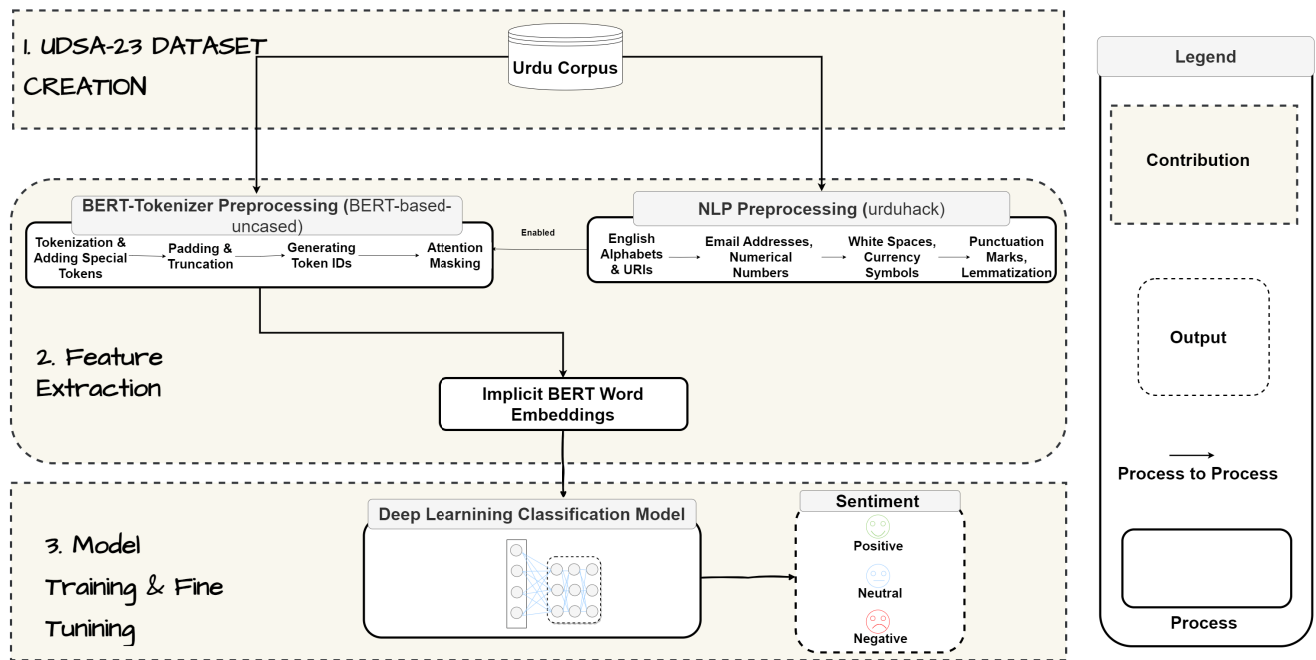 1. UDSA-23 DATASET
CREATION
Urdu Corpus
BERT-Tokenizer Preprocessing (BERT-based-
uncased)
Tokenization &
Adding Special
Tokens
Padding &
Truncation
Generating
Token IDs
Attention
Masking
Enabled
NLP Preprocessing (urduhack)
English
Alphabets
& URIs
Email Addresses,
Numerical
Numbers
White Spaces,
Currency
Symbols
Punctuation
Marks,
Lemmatization
2. Feature
Extraction
Implicit BERT Word
Embeddings
3. Model
Training & Fine
Tunining
Deep Learnining Classification Model
Sentiment
Positive
Neutral
Negative
Legend
Contribution
Output
Process to Process
Process